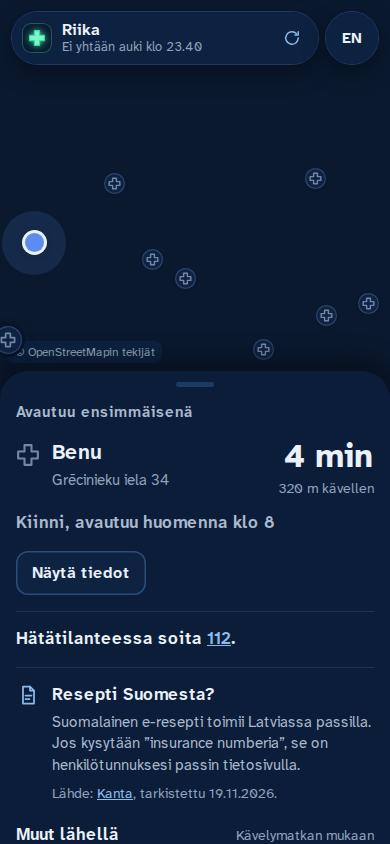 Riika
Ei yhtään auki klo 23.40
EN
© OpenStreetMapin tekijät
Avautuu ensimmäisenä
Benu
4 min
Grēcinieku iela 34
320 m kävellen
Kiinni, avautuu huomenna klo 8
Näytä tiedot
Hätätilanteessa soita 112.
Resepti Suomesta?
Suomalainen e-resepti toimii Latviassa passilla.
Jos kysytään ”insurance numberia”, se on
henkilötunnuksesi passin tietosivulla.
Lähde: Kanta, tarkistettu 19.11.2026.
Muut lähellä
Kävelymatkan mukaan